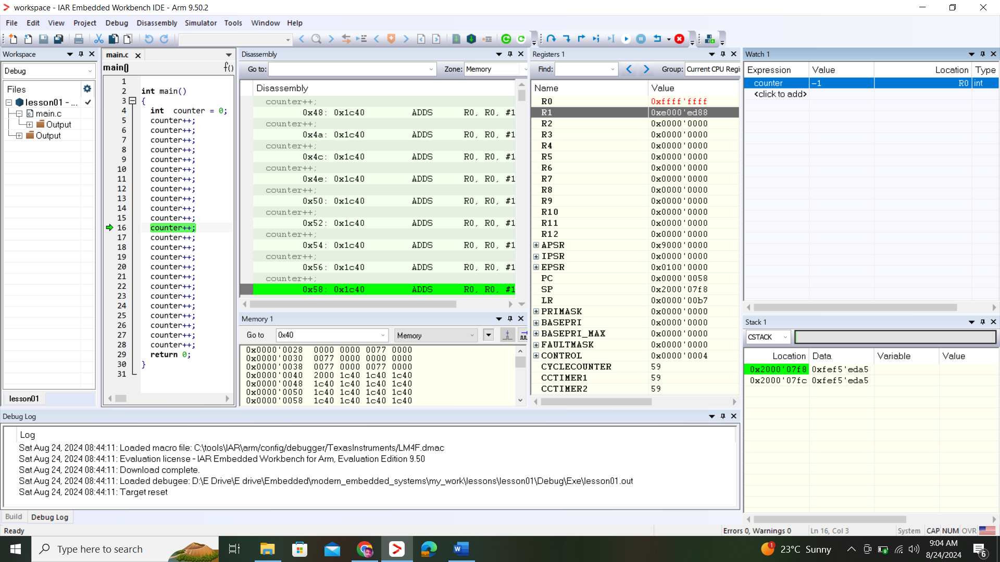 workspace - IAR Embedded Workbench IDE - Arm 9.50.2
File Edit View Project Debug Disassembly Simulator Tools Window Help
Workspace
Debug
Files
lesson01 - ...
main.c
Output
Output
lesson01
main.c
main()
f()
1
2 int main()
3 {
4 int counter = 0;
5 counter++;
6 counter++;
7 counter++;
8 counter++;
9 counter++;
10 counter++;
11 counter++;
12 counter++;
13 counter++;
14 counter++;
15 counter++;
16 counter++;
17 counter++;
18 counter++;
19 counter++;
20 counter++;
21 counter++;
22 counter++;
23 counter++;
24 counter++;
25 counter++;
26 counter++;
27 counter++;
28 counter++;
29 return 0;
30 }
31
Disassembly
Go to: Zone: Memory
Disassembly
counter++;
0x48: 0x1c40 ADDS R0, R0, #1
counter++;
0x4a: 0x1c40 ADDS R0, R0, #1
counter++;
0x4c: 0x1c40 ADDS R0, R0, #1
counter++;
0x4e: 0x1c40 ADDS R0, R0, #1
counter++;
0x50: 0x1c40 ADDS R0, R0, #1
counter++;
0x52: 0x1c40 ADDS R0, R0, #1
counter++;
0x54: 0x1c40 ADDS R0, R0, #1
counter++;
0x56: 0x1c40 ADDS R0, R0, #1
counter++;
0x58: 0x1c40 ADDS R0, R0, #1
Memory 1
Go to 0x40 Memory
0x0000'0028 0000 0000 0077 0000
0x0000'0030 0077 0000 0000 0000
0x0000'0038 0077 0000 0077 0000
0x0000'0040 2000 1c40 1c40 1c40
0x0000'0048 1c40 1c40 1c40 1c40
0x0000'0050 1c40 1c40 1c40 1c40
0x0000'0058 1c40 1c40 1c40 1c40
Registers 1
Find: Group: Current CPU Regi
Name Value
R0 0xffff'ffff
R1 0xe000'ed88
R2 0x0000'0000
R3 0x0000'0000
R4 0x0000'0000
R5 0x0000'0000
R6 0x0000'0000
R7 0x0000'0000
R8 0x0000'0000
R9 0x0000'0000
R10 0x0000'0000
R11 0x0000'0000
R12 0x0000'0000
APSR 0x9000'0000
IPSR 0x0000'0000
EPSR 0x0100'0000
PC 0x0000'0058
SP 0x2000'07f8
LR 0x0000'00b7
PRIMASK 0x0000'0000
BASEPRI 0x0000'0000
BASEPRI_MAX 0x0000'0000
FAULTMASK 0x0000'0000
CONTROL 0x0000'0004
CYCLECOUNTER 59
CCTIMER1 59
CCTIMER2 59
Watch 1
Expression Value Location Type
counter -1 R0 int
<click to add>
Stack 1
CSTACK
Location Data Variable Value
0x2000'07f8 0xfef5'eda5
0x2000'07fc 0xfef5'eda5
Debug Log
Log
Sat Aug 24, 2024 08:44:11: Loaded macro file: C:\tools\IAR\arm/config/debugger/TexasInstruments/LM4F.dmac
Sat Aug 24, 2024 08:44:11: Evaluation license - IAR Embedded Workbench for Arm, Evaluation Edition 9.50
Sat Aug 24, 2024 08:44:11: Download complete.
Sat Aug 24, 2024 08:44:11: Loaded debugee: D:\E Drive\E drive\Embedded\modern_embedded_systems\my_work\lessons\lesson01\Debug\Exe\lesson01.out
Sat Aug 24, 2024 08:44:11: Target reset
Build Debug Log
Ready Errors 0, Warnings 0 Ln 16, Col 3 System CAP NUM OVR
Type here to search
1 23°C Sunny
9:04 AM
8/24/2024
6